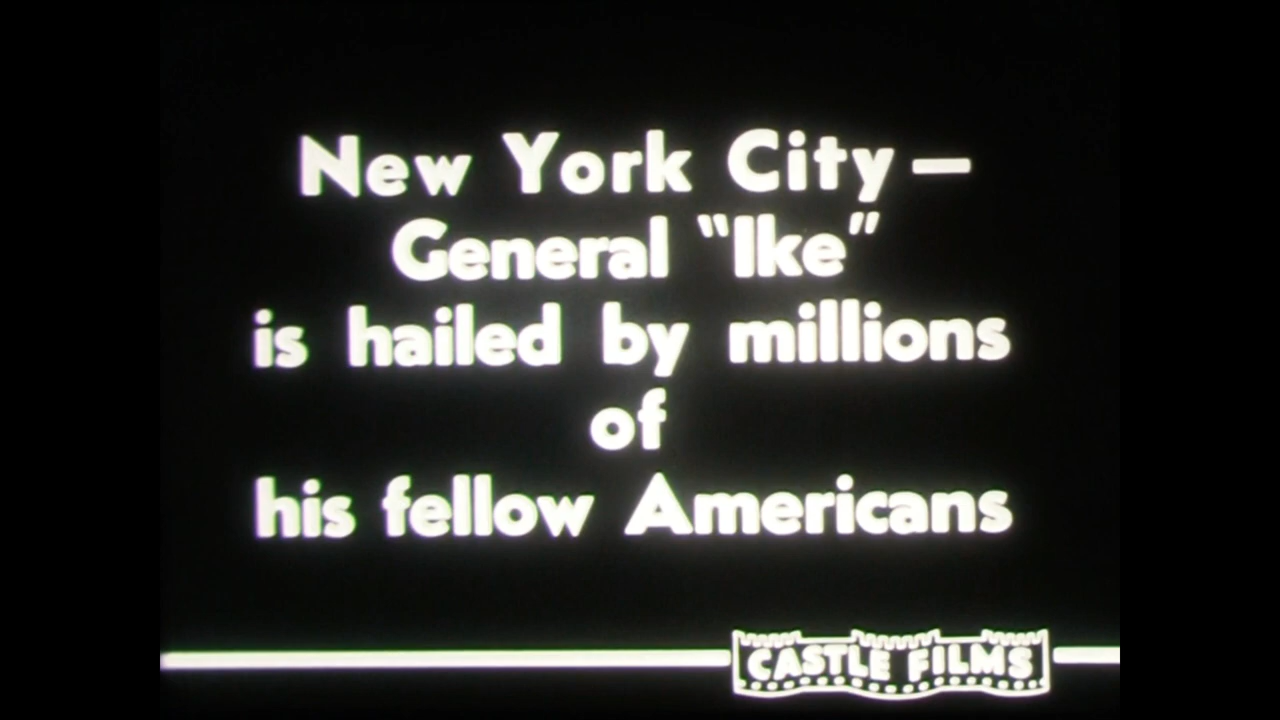 New York City —
General "Ike"
is hailed by millions
of
his fellow Americans
CASTLE FILMS